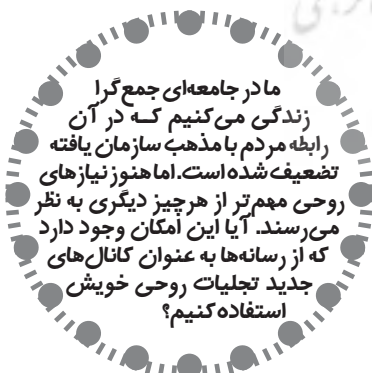 ما در جامعه‌ای جمع‌گرا
زندگی می‌کنیم کـه در آن
رابطه مردم با مذهب سازمان یافته
تضعیف شده است. اما هنوز نیازهای
روحی مهم‌تر از هرچیز دیگری به نظر
می‌رسند. آیا این امکان وجود دارد
که از رسانه‌ها به عنوان کانال‌های
جدید تجلیات روحی خویش
استفاده کنیم؟